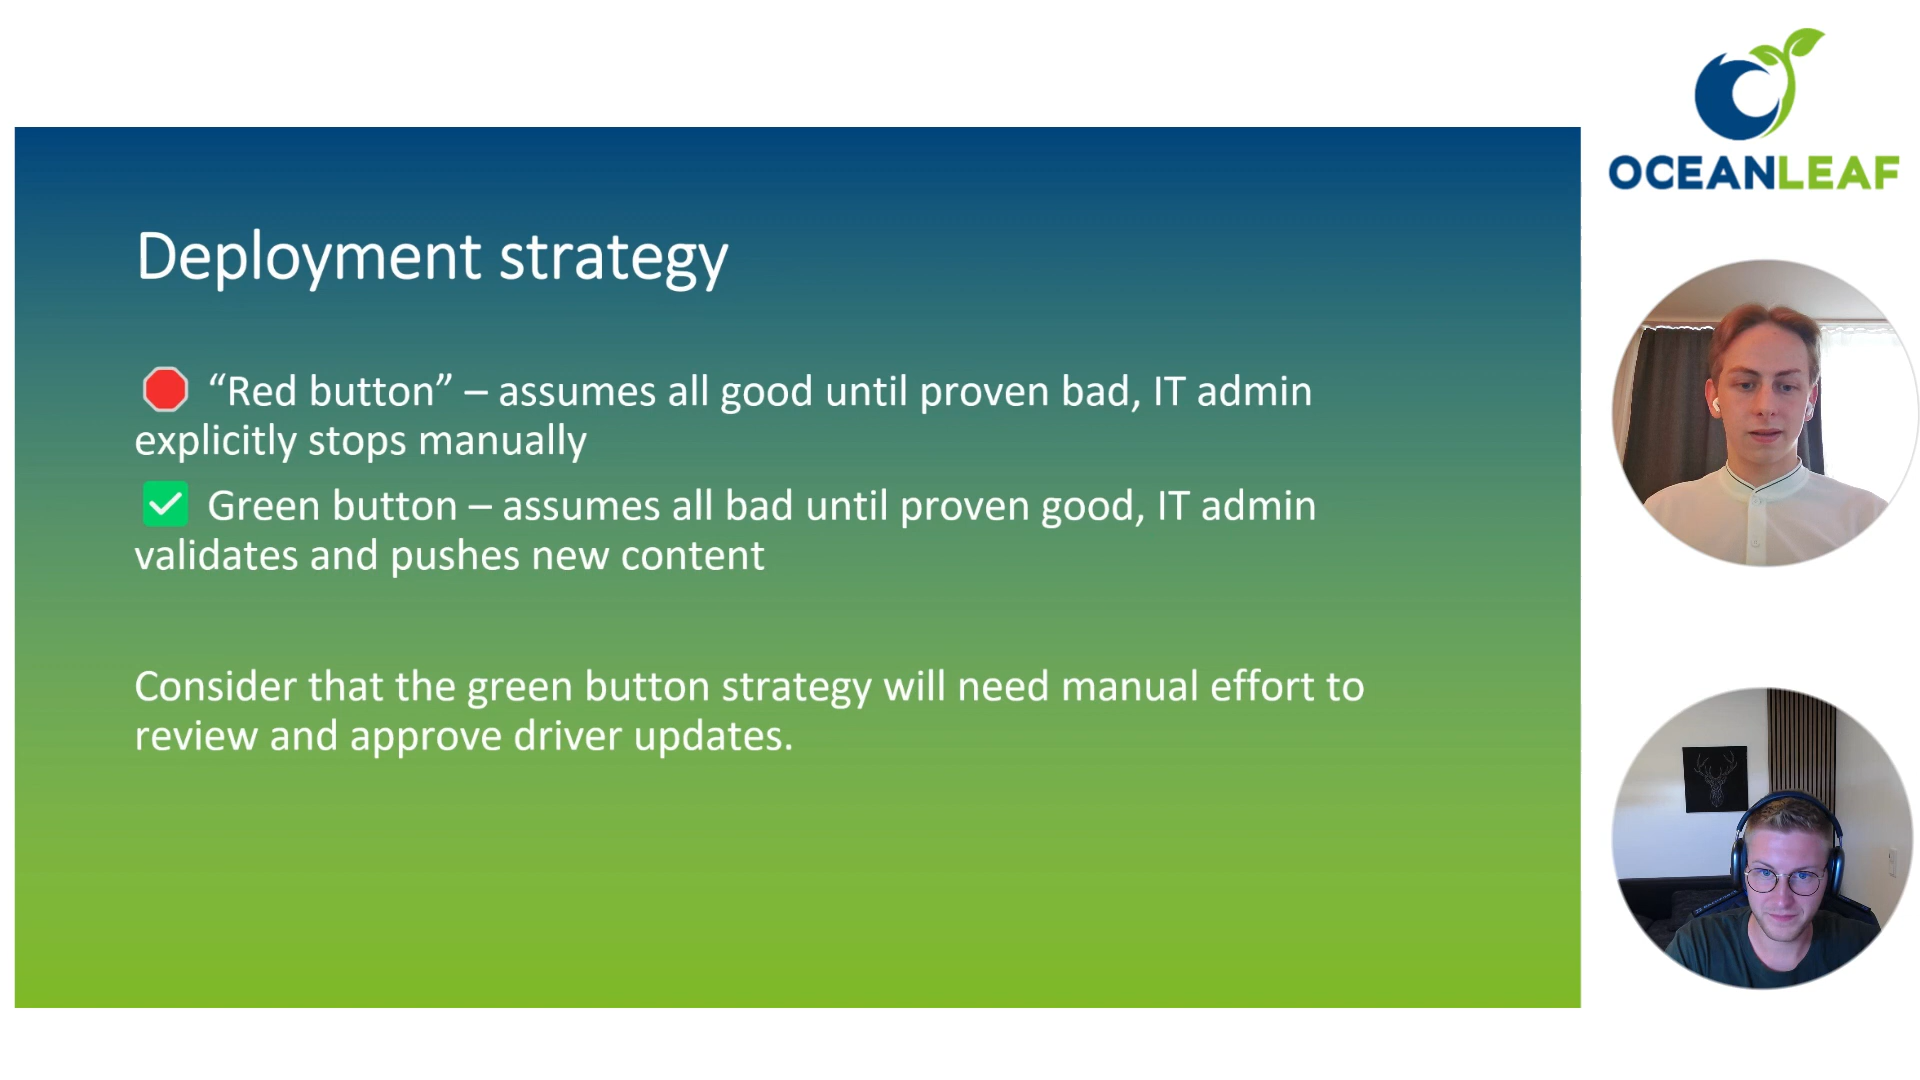 OCEANLEAF
Deployment strategy
“Red button” – assumes all good until proven bad, IT admin
explicitly stops manually
Green button – assumes all bad until proven good, IT admin
validates and pushes new content
Consider that the green button strategy will need manual effort to
review and approve driver updates.